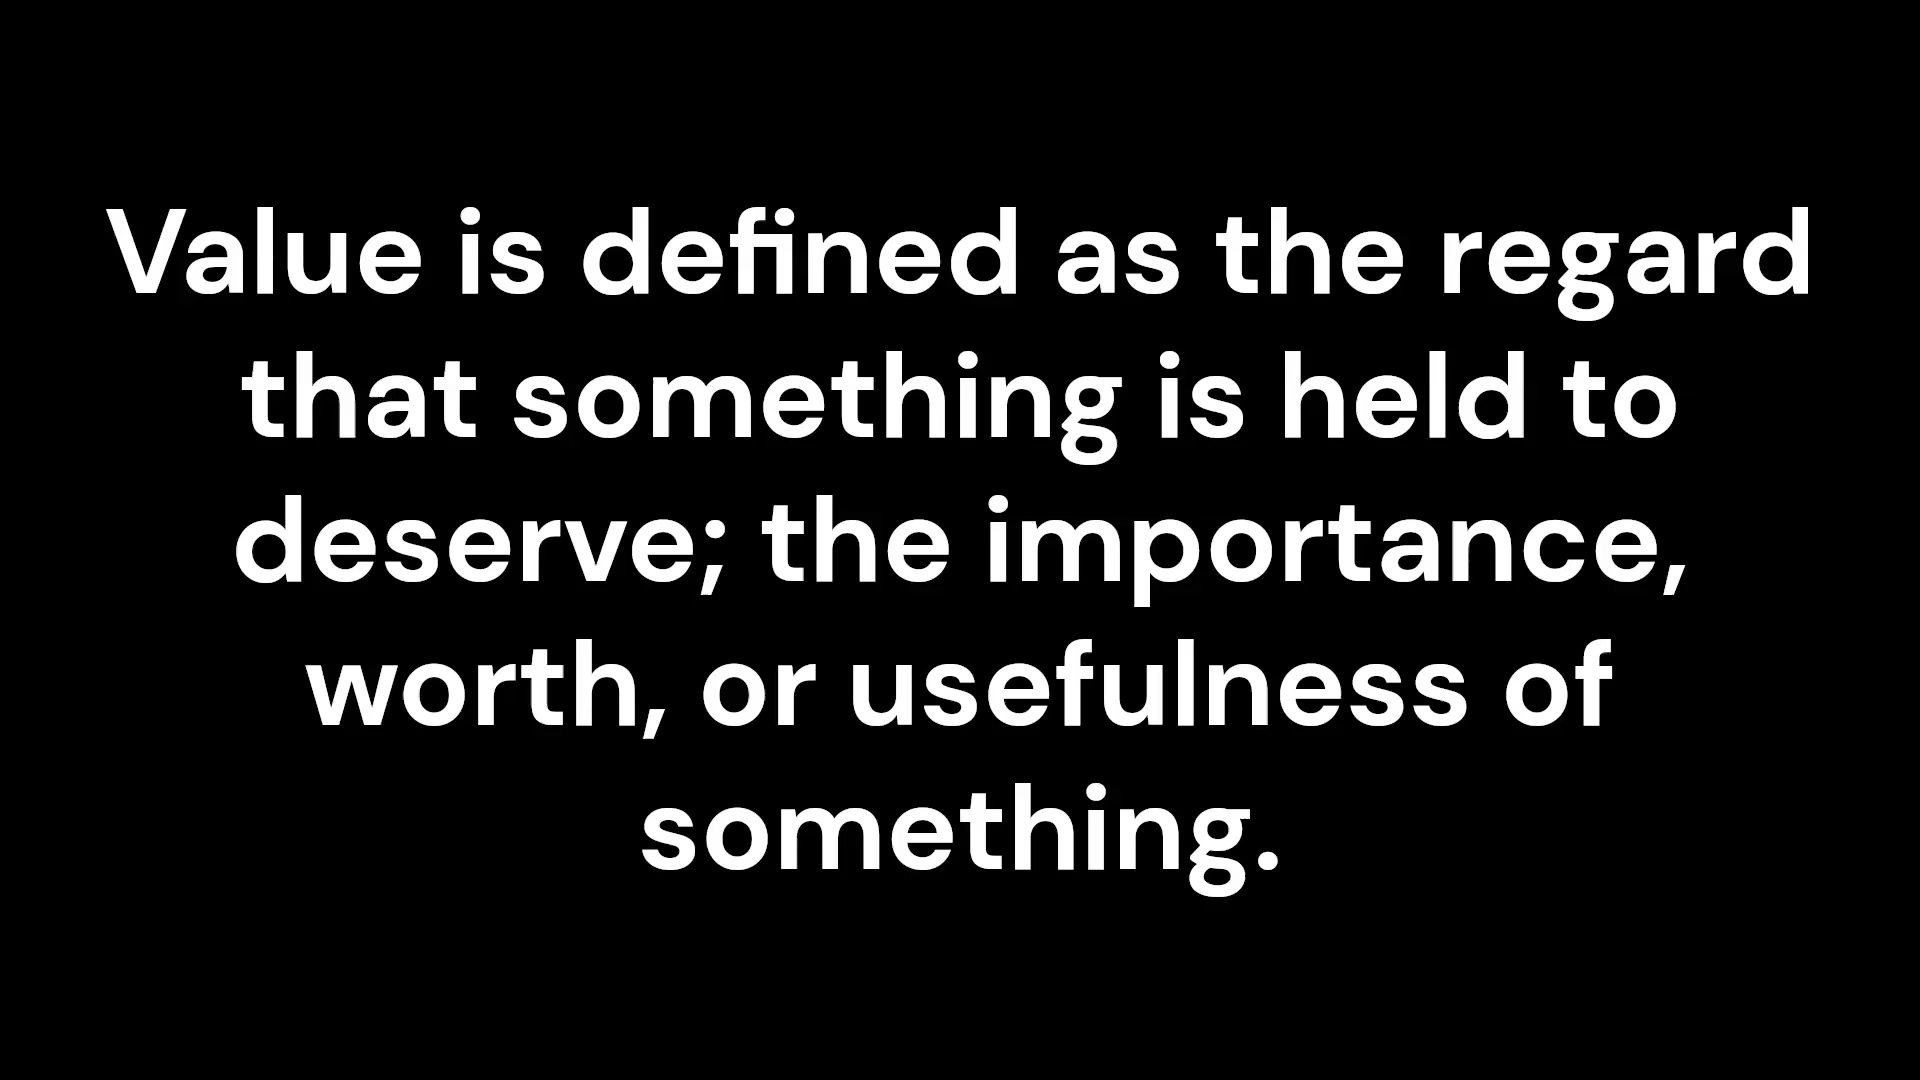 Value is defined as the regard
that something is held to
deserve; the importance,
worth, or usefulness of
something.